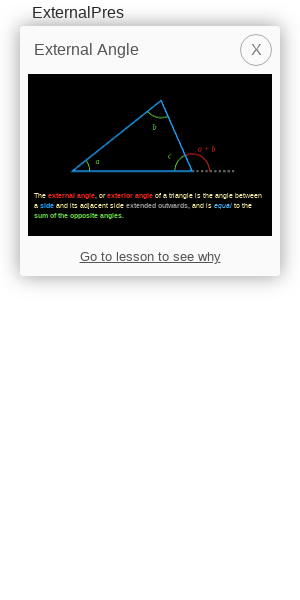 ExternalPres
External Angle
X
b
a + b
c
a
The external angle, or exterior angle of a triangle is the angle between
a side and its adjacent side extended outwards, and is equal to the
sum of the opposite angles.
Go to lesson to see why